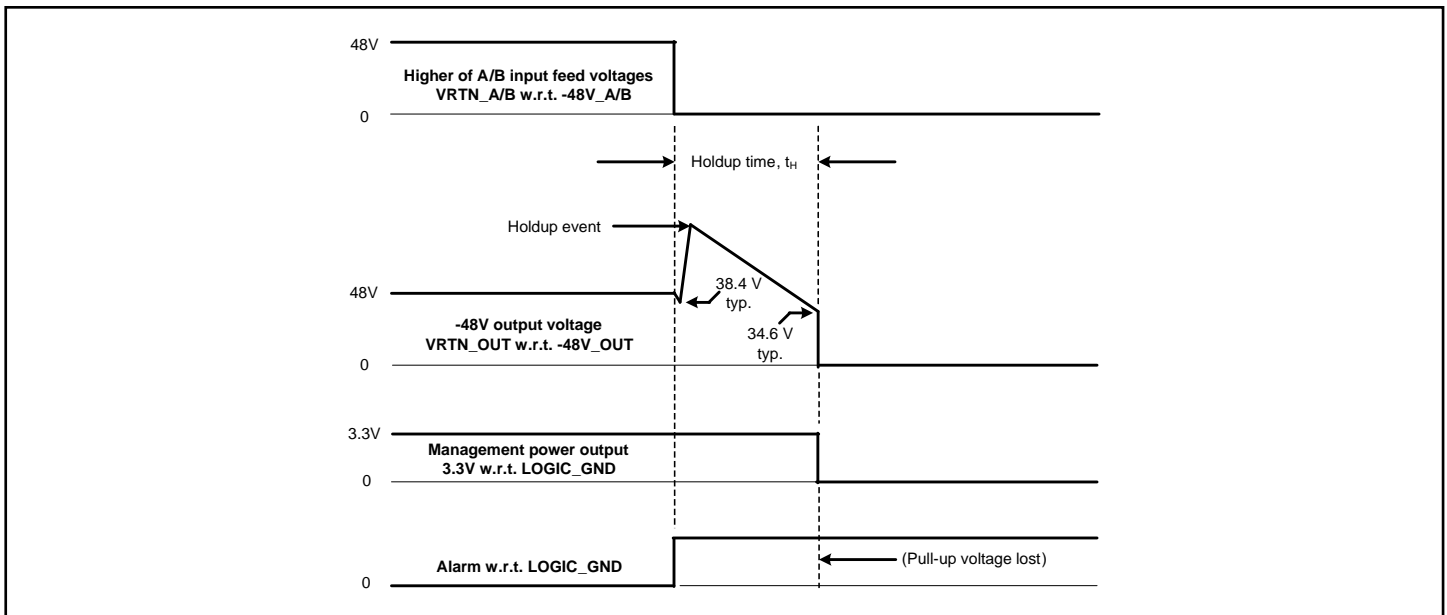 48V
Higher of A/B input feed voltages
VRTN_A/B w.r.t. -48V_A/B
0
Holdup time, tH
Holdup event
48V
38.4 V
typ.
-48V output voltage
VRTN_OUT w.r.t. -48V_OUT
34.6 V
typ.
0
3.3V
Management power output
3.3V w.r.t. LOGIC_GND
0
Alarm w.r.t. LOGIC_GND
(Pull-up voltage lost)
0